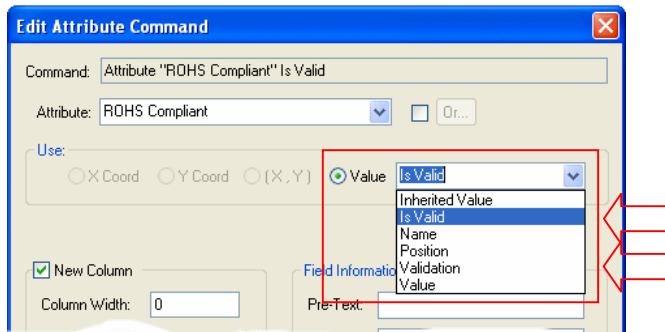 Edit Attribute Command
Command: Attribute "ROHS Compliant" Is Valid
Attribute: ROHS Compliant Or...
Use:
X Coord Y Coord (X,Y) Value Is Valid
Inherited Value
Is Valid
Name
Position
Validation
Value
New Column Field Informatio
Column Width: 0 Pre-Text: